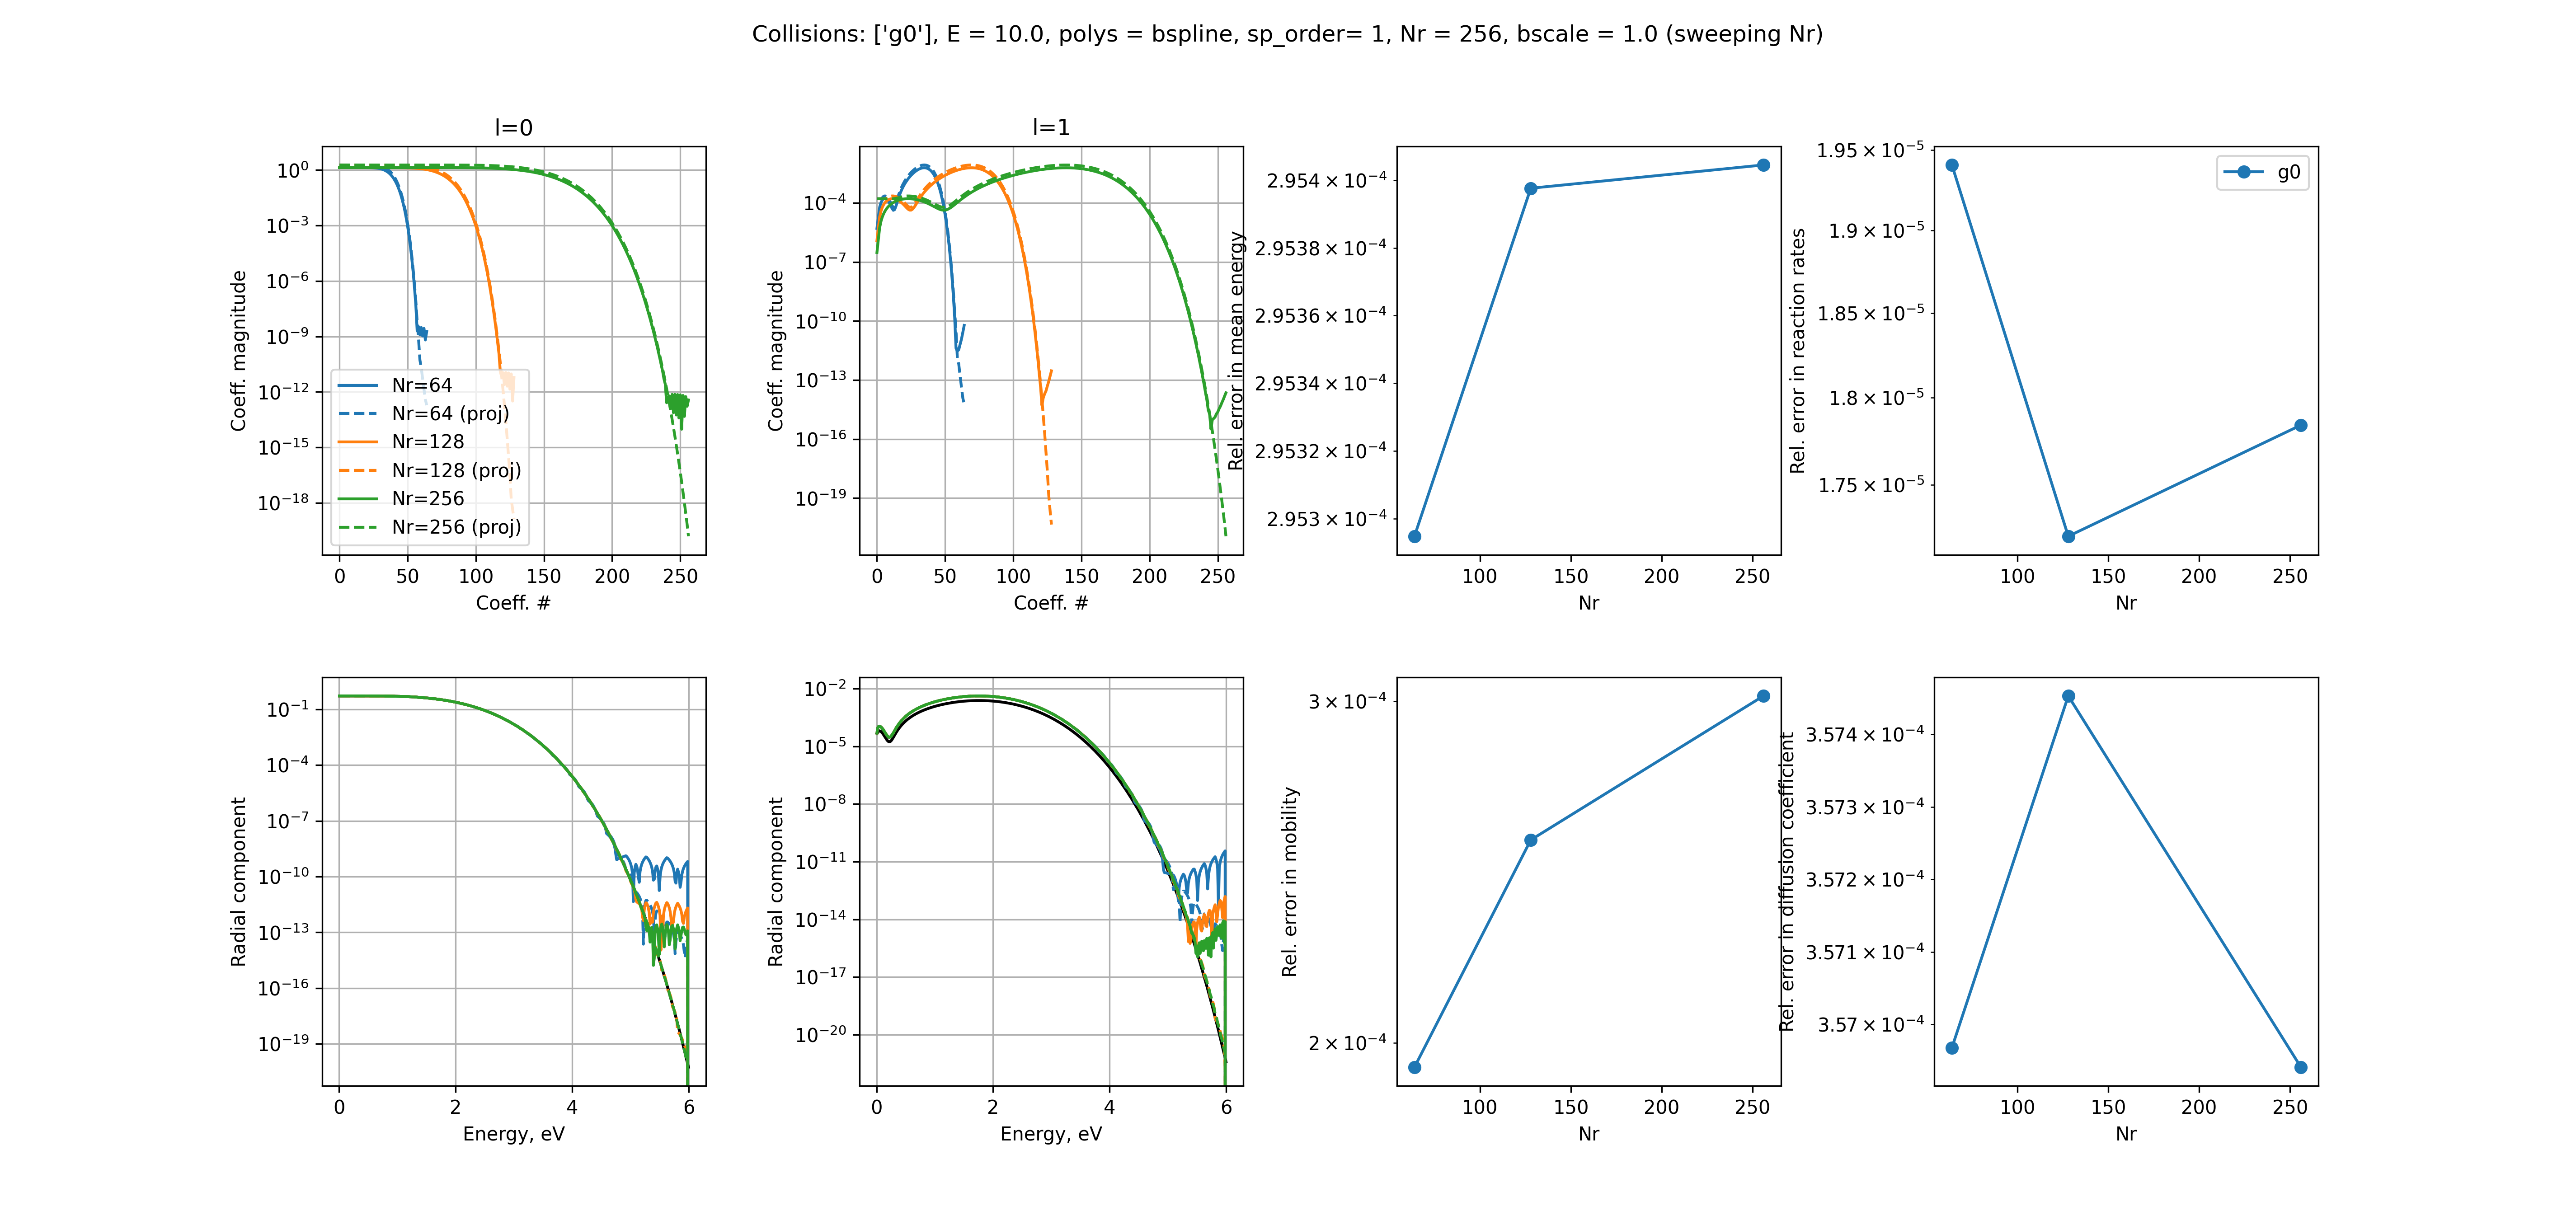 Collisions: ['g0'], E = 10.0, polys = bspline, sp_order= 1, Nr = 256, bscale = 1.0 (sweeping Nr)
l=0
Coeff. magnitude
10⁰
10⁻³
10⁻⁶
10⁻⁹
10⁻¹²
10⁻¹⁵
10⁻¹⁸
Nr=64
Nr=64 (proj)
Nr=128
Nr=128 (proj)
Nr=256
Nr=256 (proj)
0 50 100 150 200 250
Coeff. #
l=1
Coeff. magnitude
10⁻⁴
10⁻⁷
10⁻¹⁰
10⁻¹³
10⁻¹⁶
10⁻¹⁹
0 50 100 150 200 250
Coeff. #
Rel. error in mean energy
2.954 × 10⁻⁴
2.9538 × 10⁻⁴
2.9536 × 10⁻⁴
2.9534 × 10⁻⁴
2.9532 × 10⁻⁴
2.953 × 10⁻⁴
100 150 200 250
Nr
Rel. error in reaction rates
1.95 × 10⁻⁵
1.9 × 10⁻⁵
1.85 × 10⁻⁵
1.8 × 10⁻⁵
1.75 × 10⁻⁵
g0
100 150 200 250
Nr
Radial component
10⁻¹
10⁻⁴
10⁻⁷
10⁻¹⁰
10⁻¹³
10⁻¹⁶
10⁻¹⁹
0 2 4 6
Energy, eV
Radial component
10⁻²
10⁻⁵
10⁻⁸
10⁻¹¹
10⁻¹⁴
10⁻¹⁷
10⁻²⁰
0 2 4 6
Energy, eV
Rel. error in mobility
3 × 10⁻⁴
2 × 10⁻⁴
100 150 200 250
Nr
Rel. error in diffusion coefficient
3.574 × 10⁻⁴
3.573 × 10⁻⁴
3.572 × 10⁻⁴
3.571 × 10⁻⁴
3.57 × 10⁻⁴
100 150 200 250
Nr